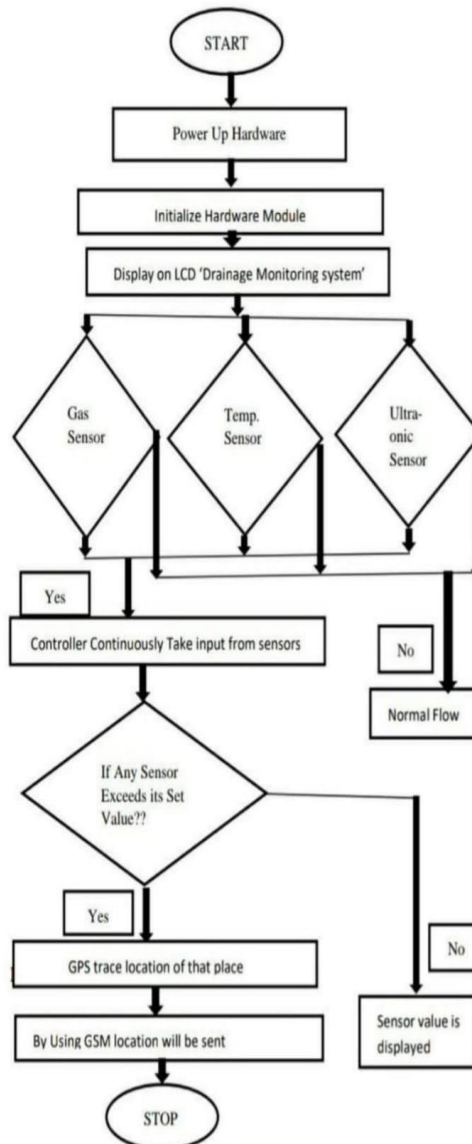 START
Power Up Hardware
Initialize Hardware Module
Display on LCD 'Drainage Monitoring system'
Gas
Sensor
Temp.
Sensor
Ultra-
onic
Sensor
Yes
No
Controller Continuously Take input from sensors
Normal Flow
If Any Sensor
Exceeds its Set
Value??
Yes
No
GPS trace location of that place
Sensor value is
displayed
By Using GSM location will be sent
STOP